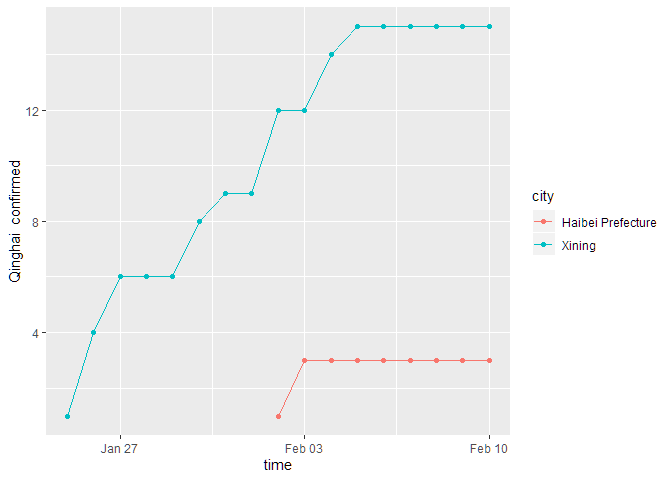 Qinghai confirmed
12
8
4
Jan 27
Feb 03
Feb 10
time
city
Haibei Prefecture
Xining